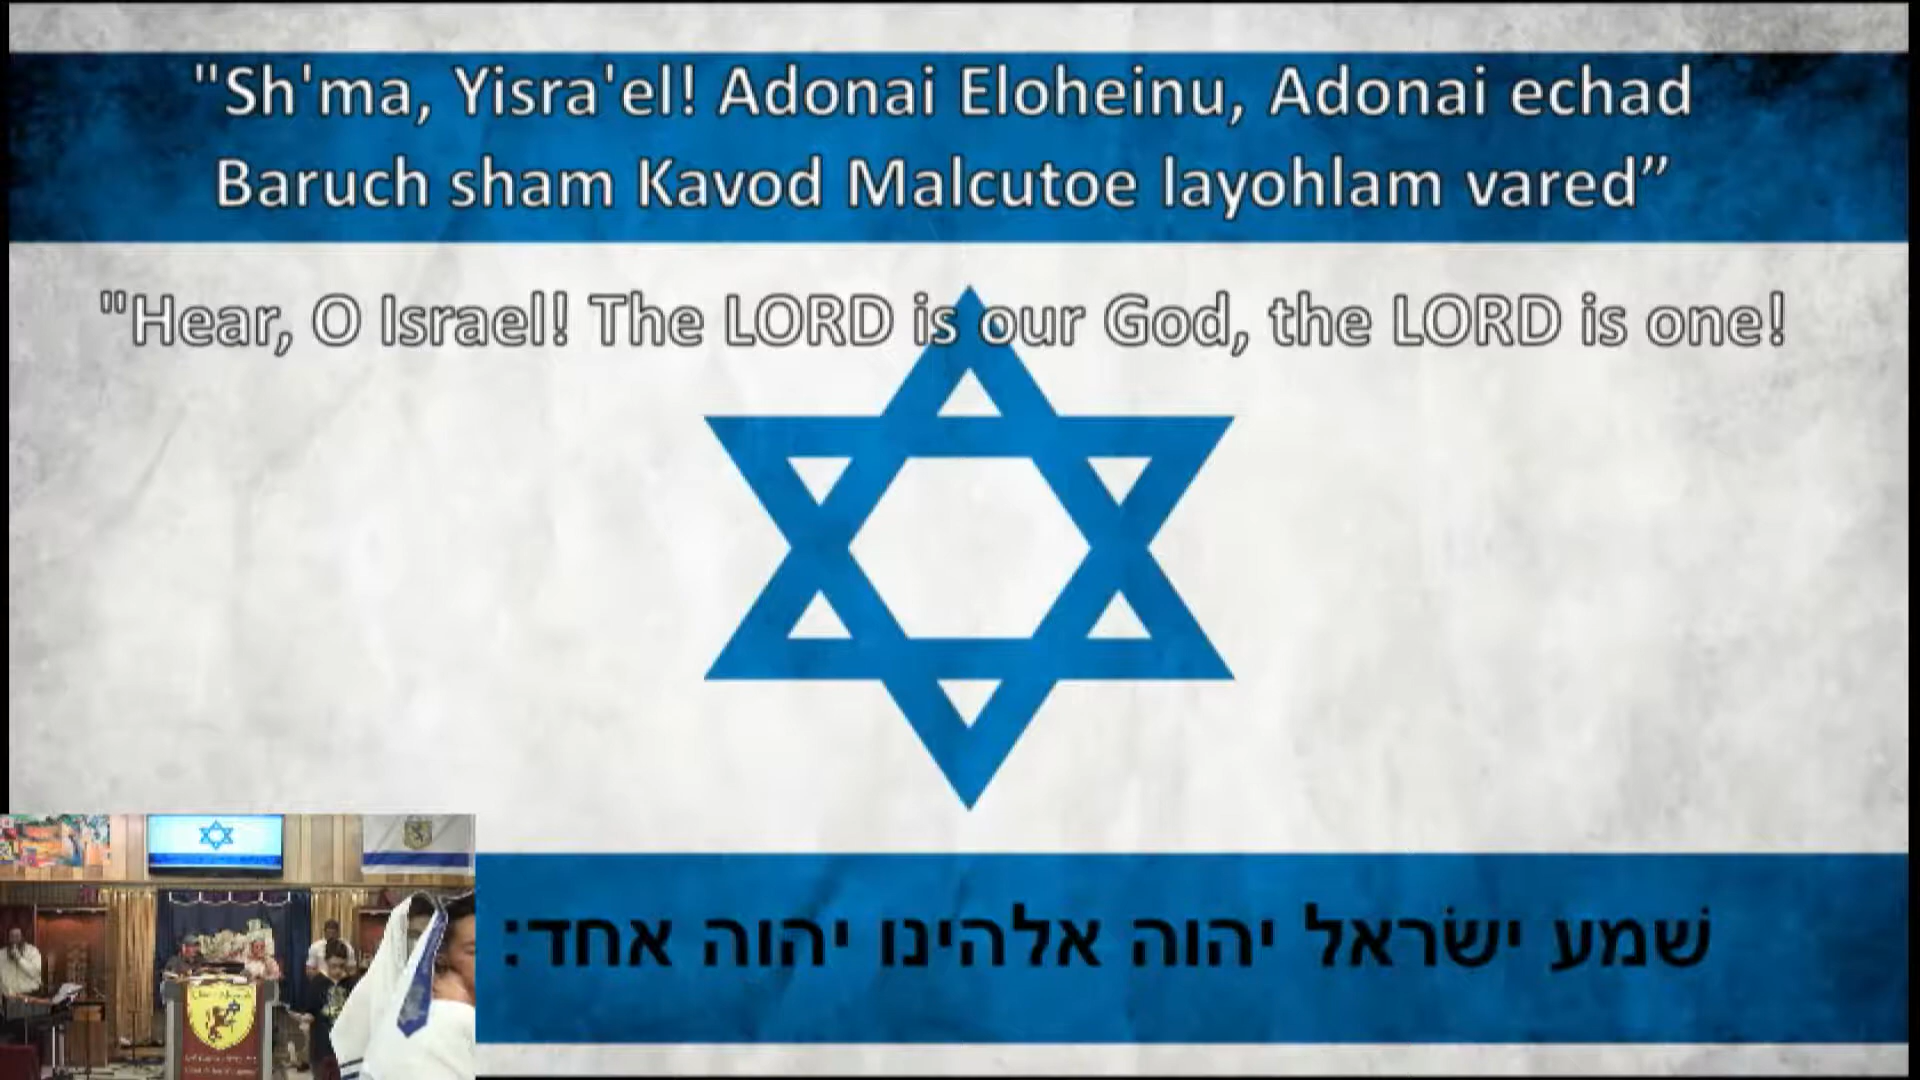 "Sh'ma, Yisra'el! Adonai Eloheinu, Adonai echad
Baruch sham Kavod Malcutoe layohlam vared”
"Hear, O Israel! The LORD is our God, the LORD is one!
שׁמע ישׂראל יהוה אלהינו יהוה אחד: